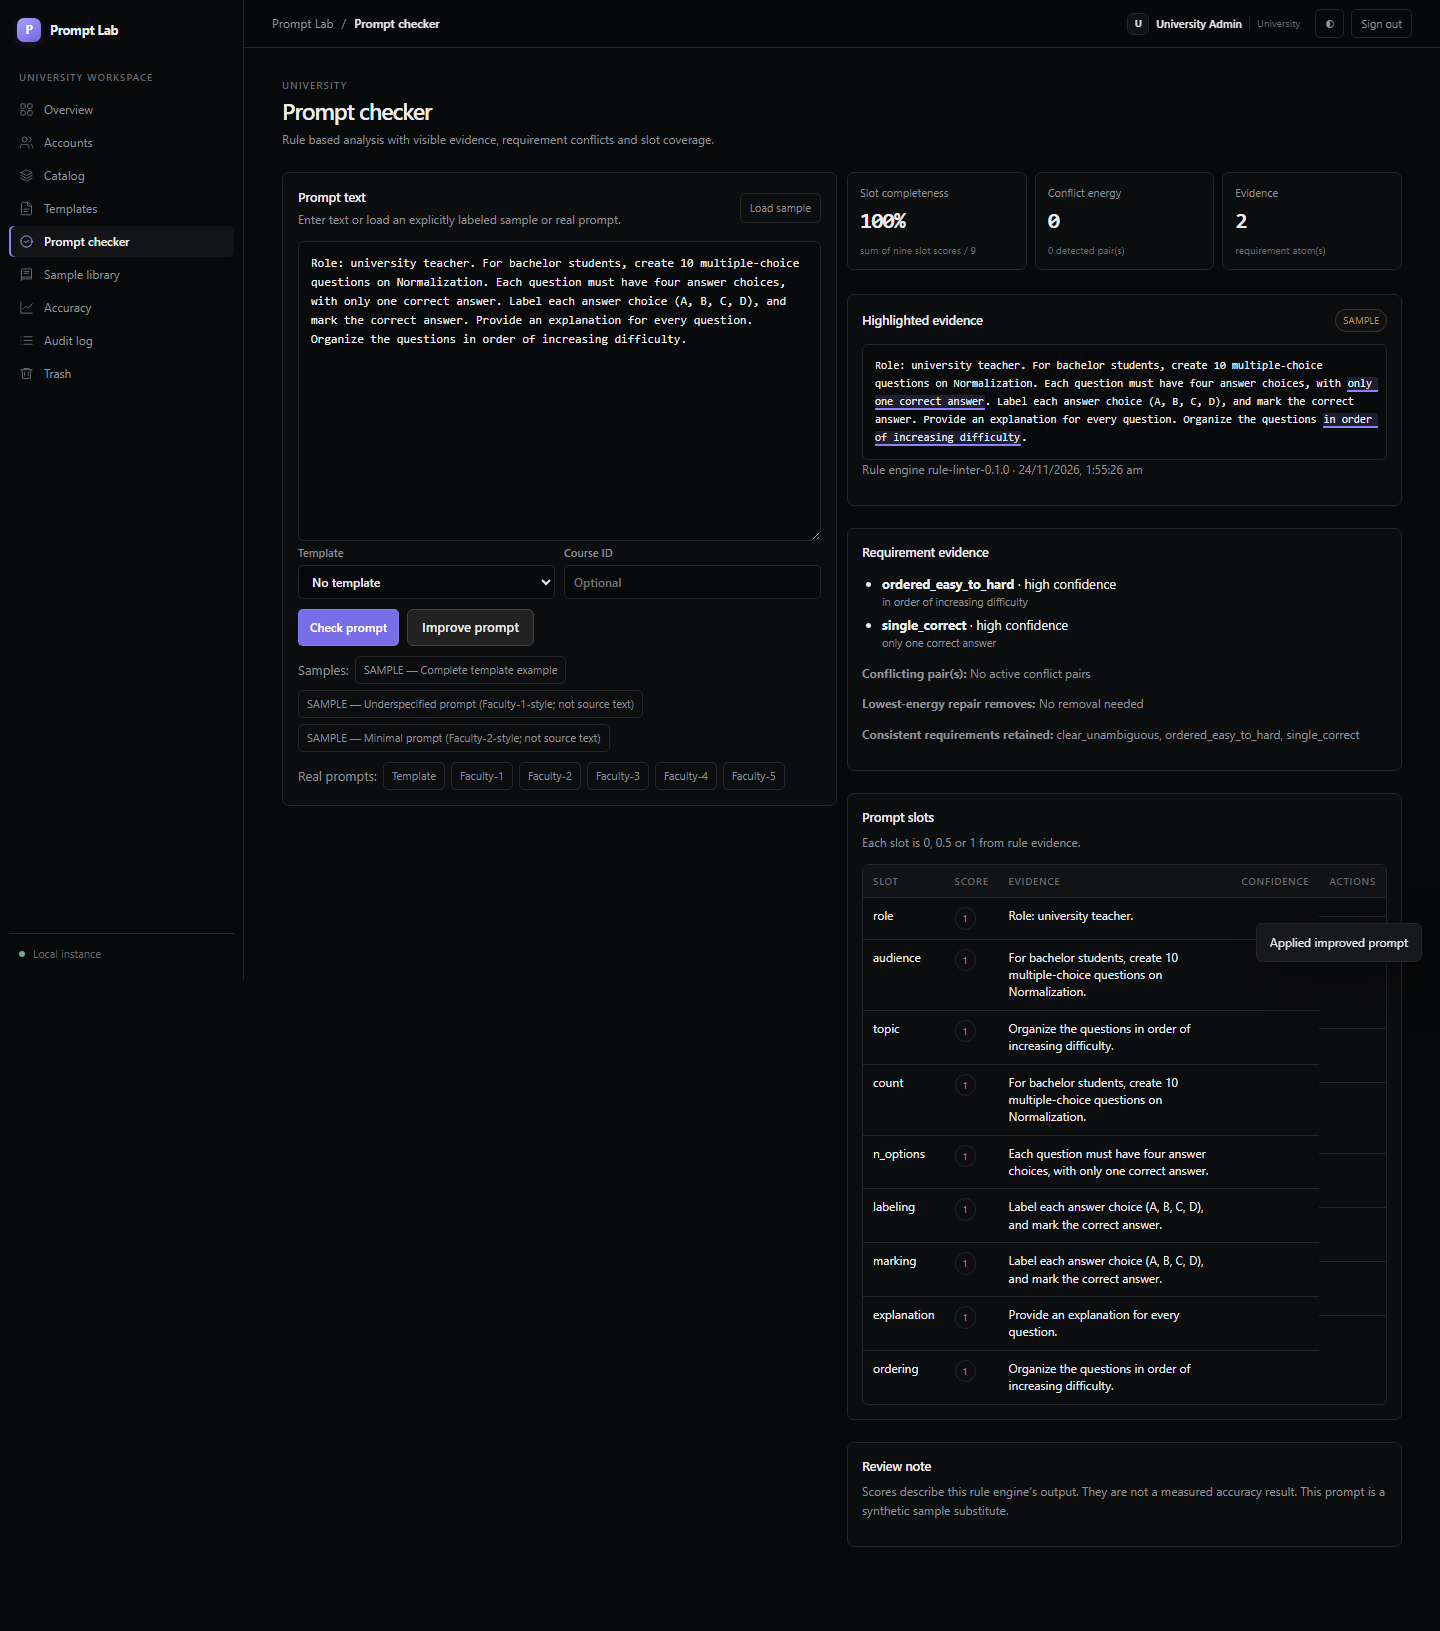 P Prompt Lab
UNIVERSITY WORKSPACE
Overview
Accounts
Catalog
Templates
Prompt checker
Sample library
Accuracy
Audit log
Trash
Local instance
Prompt Lab / Prompt checker
U University Admin University Sign out
UNIVERSITY
Prompt checker
Rule based analysis with visible evidence, requirement conflicts and slot coverage.
Prompt text
Enter text or load an explicitly labeled sample or real prompt.
Load sample
Role: university teacher. For bachelor students, create 10 multiple-choice
questions on Normalization. Each question must have four answer choices,
with only one correct answer. Label each answer choice (A, B, C, D), and
mark the correct answer. Provide an explanation for every question.
Organize the questions in order of increasing difficulty.
Template Course ID
No template Optional
Check prompt Improve prompt
Samples: SAMPLE — Complete template example
SAMPLE — Underspecified prompt (Faculty-1-style; not source text)
SAMPLE — Minimal prompt (Faculty-2-style; not source text)
Real prompts: Template Faculty-1 Faculty-2 Faculty-3 Faculty-4 Faculty-5
Slot completeness
100%
sum of nine slot scores / 9
Conflict energy
0
0 detected pair(s)
Evidence
2
requirement atom(s)
Highlighted evidence SAMPLE
Role: university teacher. For bachelor students, create 10 multiple-choice
questions on Normalization. Each question must have four answer choices, with only
one correct answer. Label each answer choice (A, B, C, D), and mark the correct
answer. Provide an explanation for every question. Organize the questions in order
of increasing difficulty.
Rule engine rule-linter-0.1.0 · 24/11/2026, 1:55:26 am
Requirement evidence
• ordered_easy_to_hard · high confidence
in order of increasing difficulty
• single_correct · high confidence
only one correct answer
Conflicting pair(s): No active conflict pairs
Lowest-energy repair removes: No removal needed
Consistent requirements retained: clear_unambiguous, ordered_easy_to_hard, single_correct
Prompt slots
Each slot is 0, 0.5 or 1 from rule evidence.
SLOT SCORE EVIDENCE CONFIDENCE ACTIONS
role 1 Role: university teacher.
Applied improved prompt
audience 1 For bachelor students, create 10
multiple-choice questions on
Normalization.
topic 1 Organize the questions in order of
increasing difficulty.
count 1 For bachelor students, create 10
multiple-choice questions on
Normalization.
n_options 1 Each question must have four answer
choices, with only one correct answer.
labeling 1 Label each answer choice (A, B, C, D),
and mark the correct answer.
marking 1 Label each answer choice (A, B, C, D),
and mark the correct answer.
explanation 1 Provide an explanation for every
question.
ordering 1 Organize the questions in order of
increasing difficulty.
Review note
Scores describe this rule engine's output. They are not a measured accuracy result. This prompt is a
synthetic sample substitute.